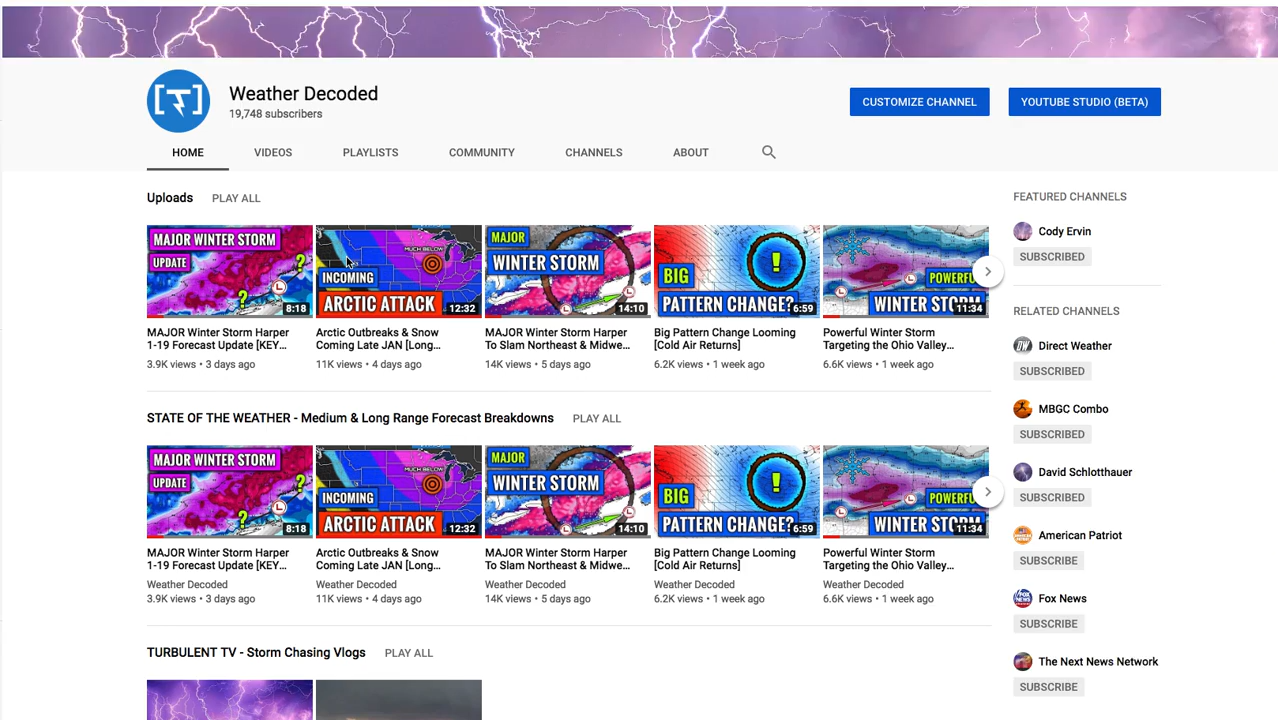 Weather Decoded
19,748 subscribers
CUSTOMIZE CHANNEL
YOUTUBE STUDIO (BETA)
HOME
VIDEOS
PLAYLISTS
COMMUNITY
CHANNELS
ABOUT
Uploads PLAY ALL
MAJOR WINTER STORM
UPDATE
?
?
8:18
MAJOR Winter Storm Harper
1-19 Forecast Update [KEY...
3.9K views • 3 days ago
MUCH BELOW
INCOMING
ARCTIC ATTACK
12:32
Arctic Outbreaks & Snow
Coming Late JAN [Long...
11K views • 4 days ago
MAJOR
WINTER STORM
14:10
MAJOR Winter Storm Harper
To Slam Northeast & Midwe...
14K views • 5 days ago
!
BIG
PATTERN CHANGE?
6:59
Big Pattern Change Looming
[Cold Air Returns]
6.2K views • 1 week ago
POWERFUL
WINTER STORM
11:34
Powerful Winter Storm
Targeting the Ohio Valley...
6.6K views • 1 week ago
STATE OF THE WEATHER - Medium & Long Range Forecast Breakdowns PLAY ALL
MAJOR WINTER STORM
UPDATE
?
?
8:18
MAJOR Winter Storm Harper
1-19 Forecast Update [KEY...
Weather Decoded
3.9K views • 3 days ago
MUCH BELOW
INCOMING
ARCTIC ATTACK
12:32
Arctic Outbreaks & Snow
Coming Late JAN [Long...
Weather Decoded
11K views • 4 days ago
MAJOR
WINTER STORM
14:10
MAJOR Winter Storm Harper
To Slam Northeast & Midwe...
Weather Decoded
14K views • 5 days ago
!
BIG
PATTERN CHANGE?
6:59
Big Pattern Change Looming
[Cold Air Returns]
Weather Decoded
6.2K views • 1 week ago
POWERFUL
WINTER STORM
11:34
Powerful Winter Storm
Targeting the Ohio Valley...
Weather Decoded
6.6K views • 1 week ago
TURBULENT TV - Storm Chasing Vlogs PLAY ALL
FEATURED CHANNELS
Cody Ervin
SUBSCRIBED
RELATED CHANNELS
Direct Weather
SUBSCRIBED
MBGC Combo
SUBSCRIBED
David Schlotthauer
SUBSCRIBED
American Patriot
SUBSCRIBE
Fox News
SUBSCRIBE
The Next News Network
SUBSCRIBE